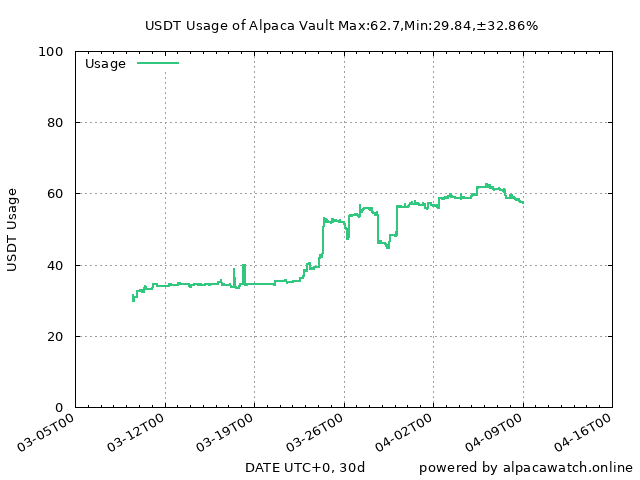 USDT Usage of Alpaca Vault Max:62.7,Min:29.84,±32.86%
Usage
100
80
60
40
20
0
USDT Usage
03-05T00
03-12T00
03-19T00
03-26T00
04-02T00
04-09T00
04-16T00
DATE UTC+0, 30d
powered by alpacawatch.online